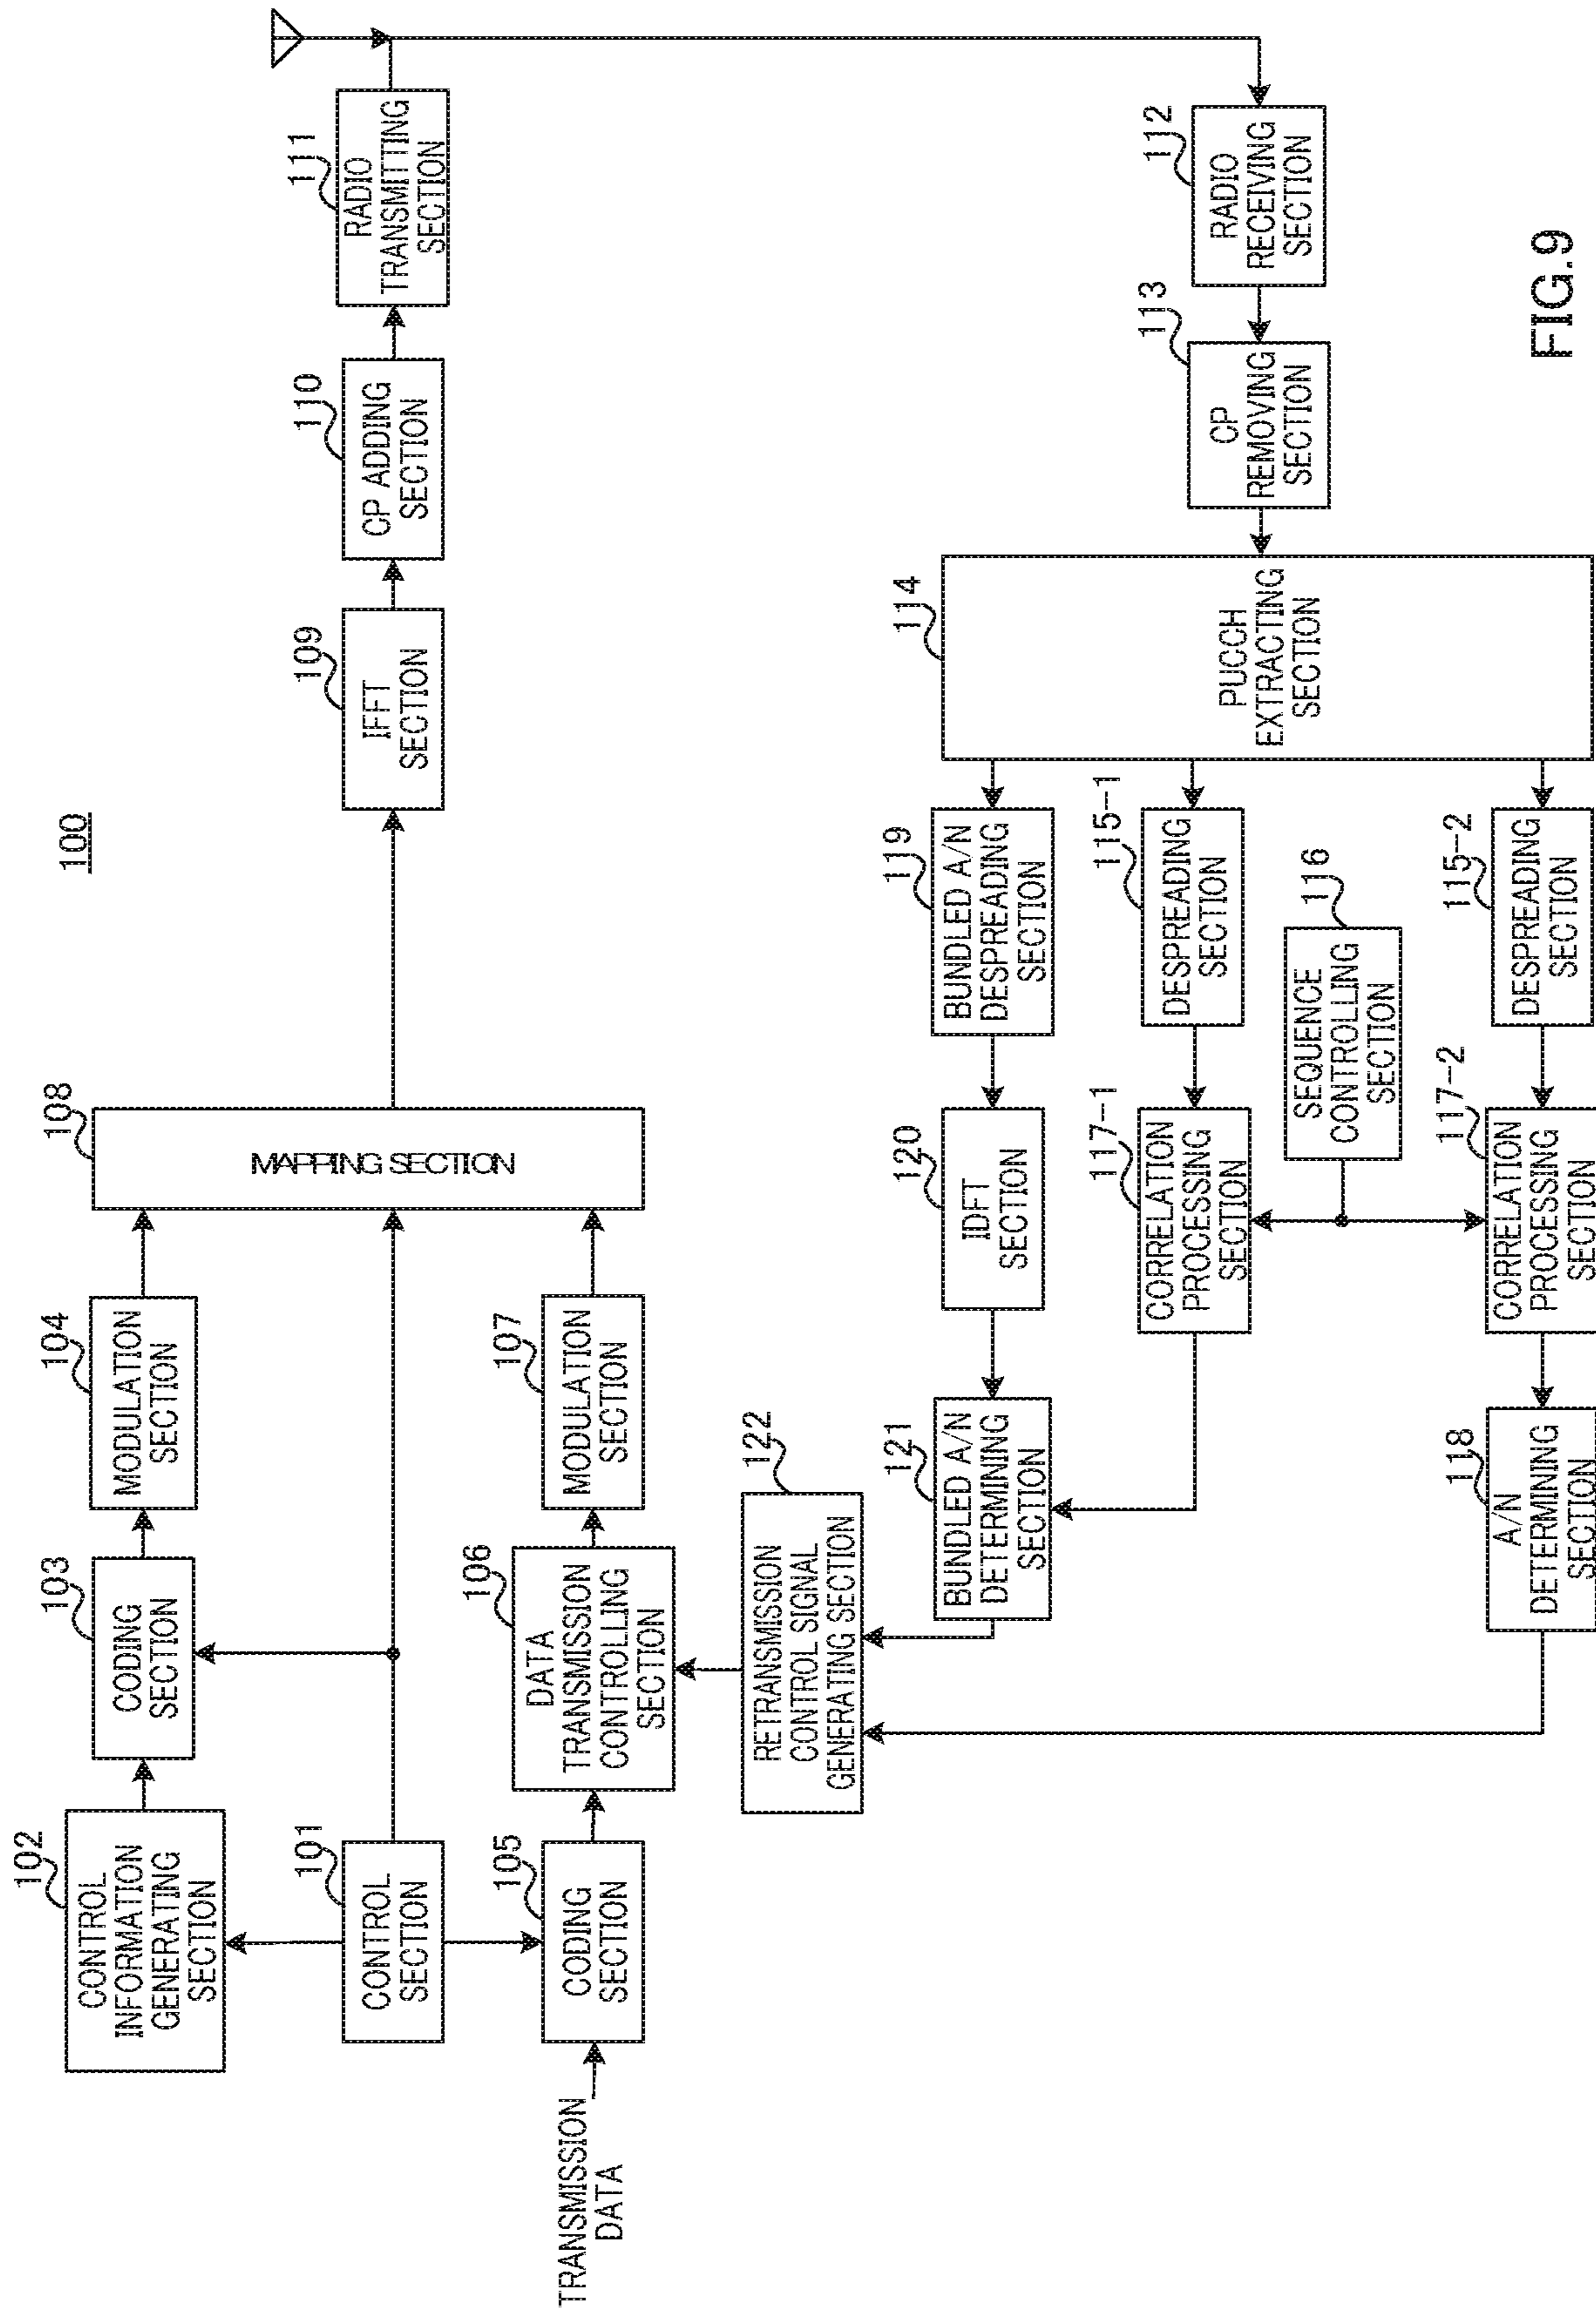 100
102
CONTROL
INFORMATION
GENERATING
SECTION
103
CODING
SECTION
104
MODULATION
SECTION
108
MAPPING SECTION
109
IFFT
SECTION
110
CP ADDING
SECTION
111
RADIO
TRANSMITTING
SECTION
101
CONTROL
SECTION
TRANSMISSION
DATA
105
CODING
SECTION
106
DATA
TRANSMISSION
CONTROLLING
SECTION
107
MODULATION
SECTION
122
RETRANSMISSION
CONTROL SIGNAL
GENERATING SECTION
121
BUNDLED A/N
DETERMINING
SECTION
120
IDFT
SECTION
119
BUNDLED A/N
DESPREADING
SECTION
114
PUCCH
EXTRACTING
SECTION
113
CP
REMOVING
SECTION
112
RADIO
RECEIVING
SECTION
117-1
CORRELATION
PROCESSING
SECTION
115-1
DESPREADING
SECTION
116
SEQUENCE
CONTROLLING
SECTION
118
A/N
DETERMINING
SECTION
117-2
CORRELATION
PROCESSING
SECTION
115-2
DESPREADING
SECTION
FIG.9